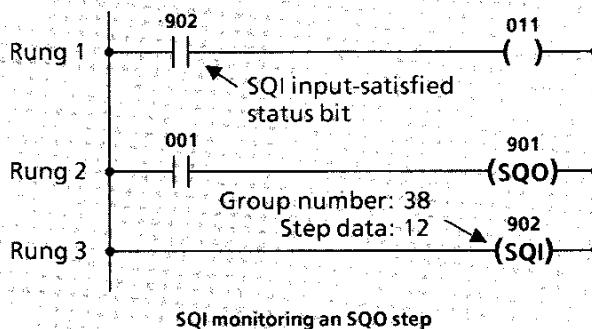 902
011
Rung 1
( )
SQI input-satisfied
status bit
001
901
Rung 2
(SQO)
Group number: 38
Step data: 12
902
Rung 3
(SQI)
SQI monitoring an SQO step